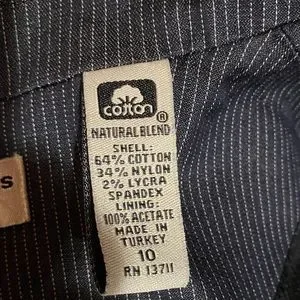 cotton ®
NATURAL BLEND
SHELL:
64% COTTON
34% NYLON
2% LYCRA
SPANDEX
LINING:
100% ACETATE
MADE IN
TURKEY
10
RN 13711
S